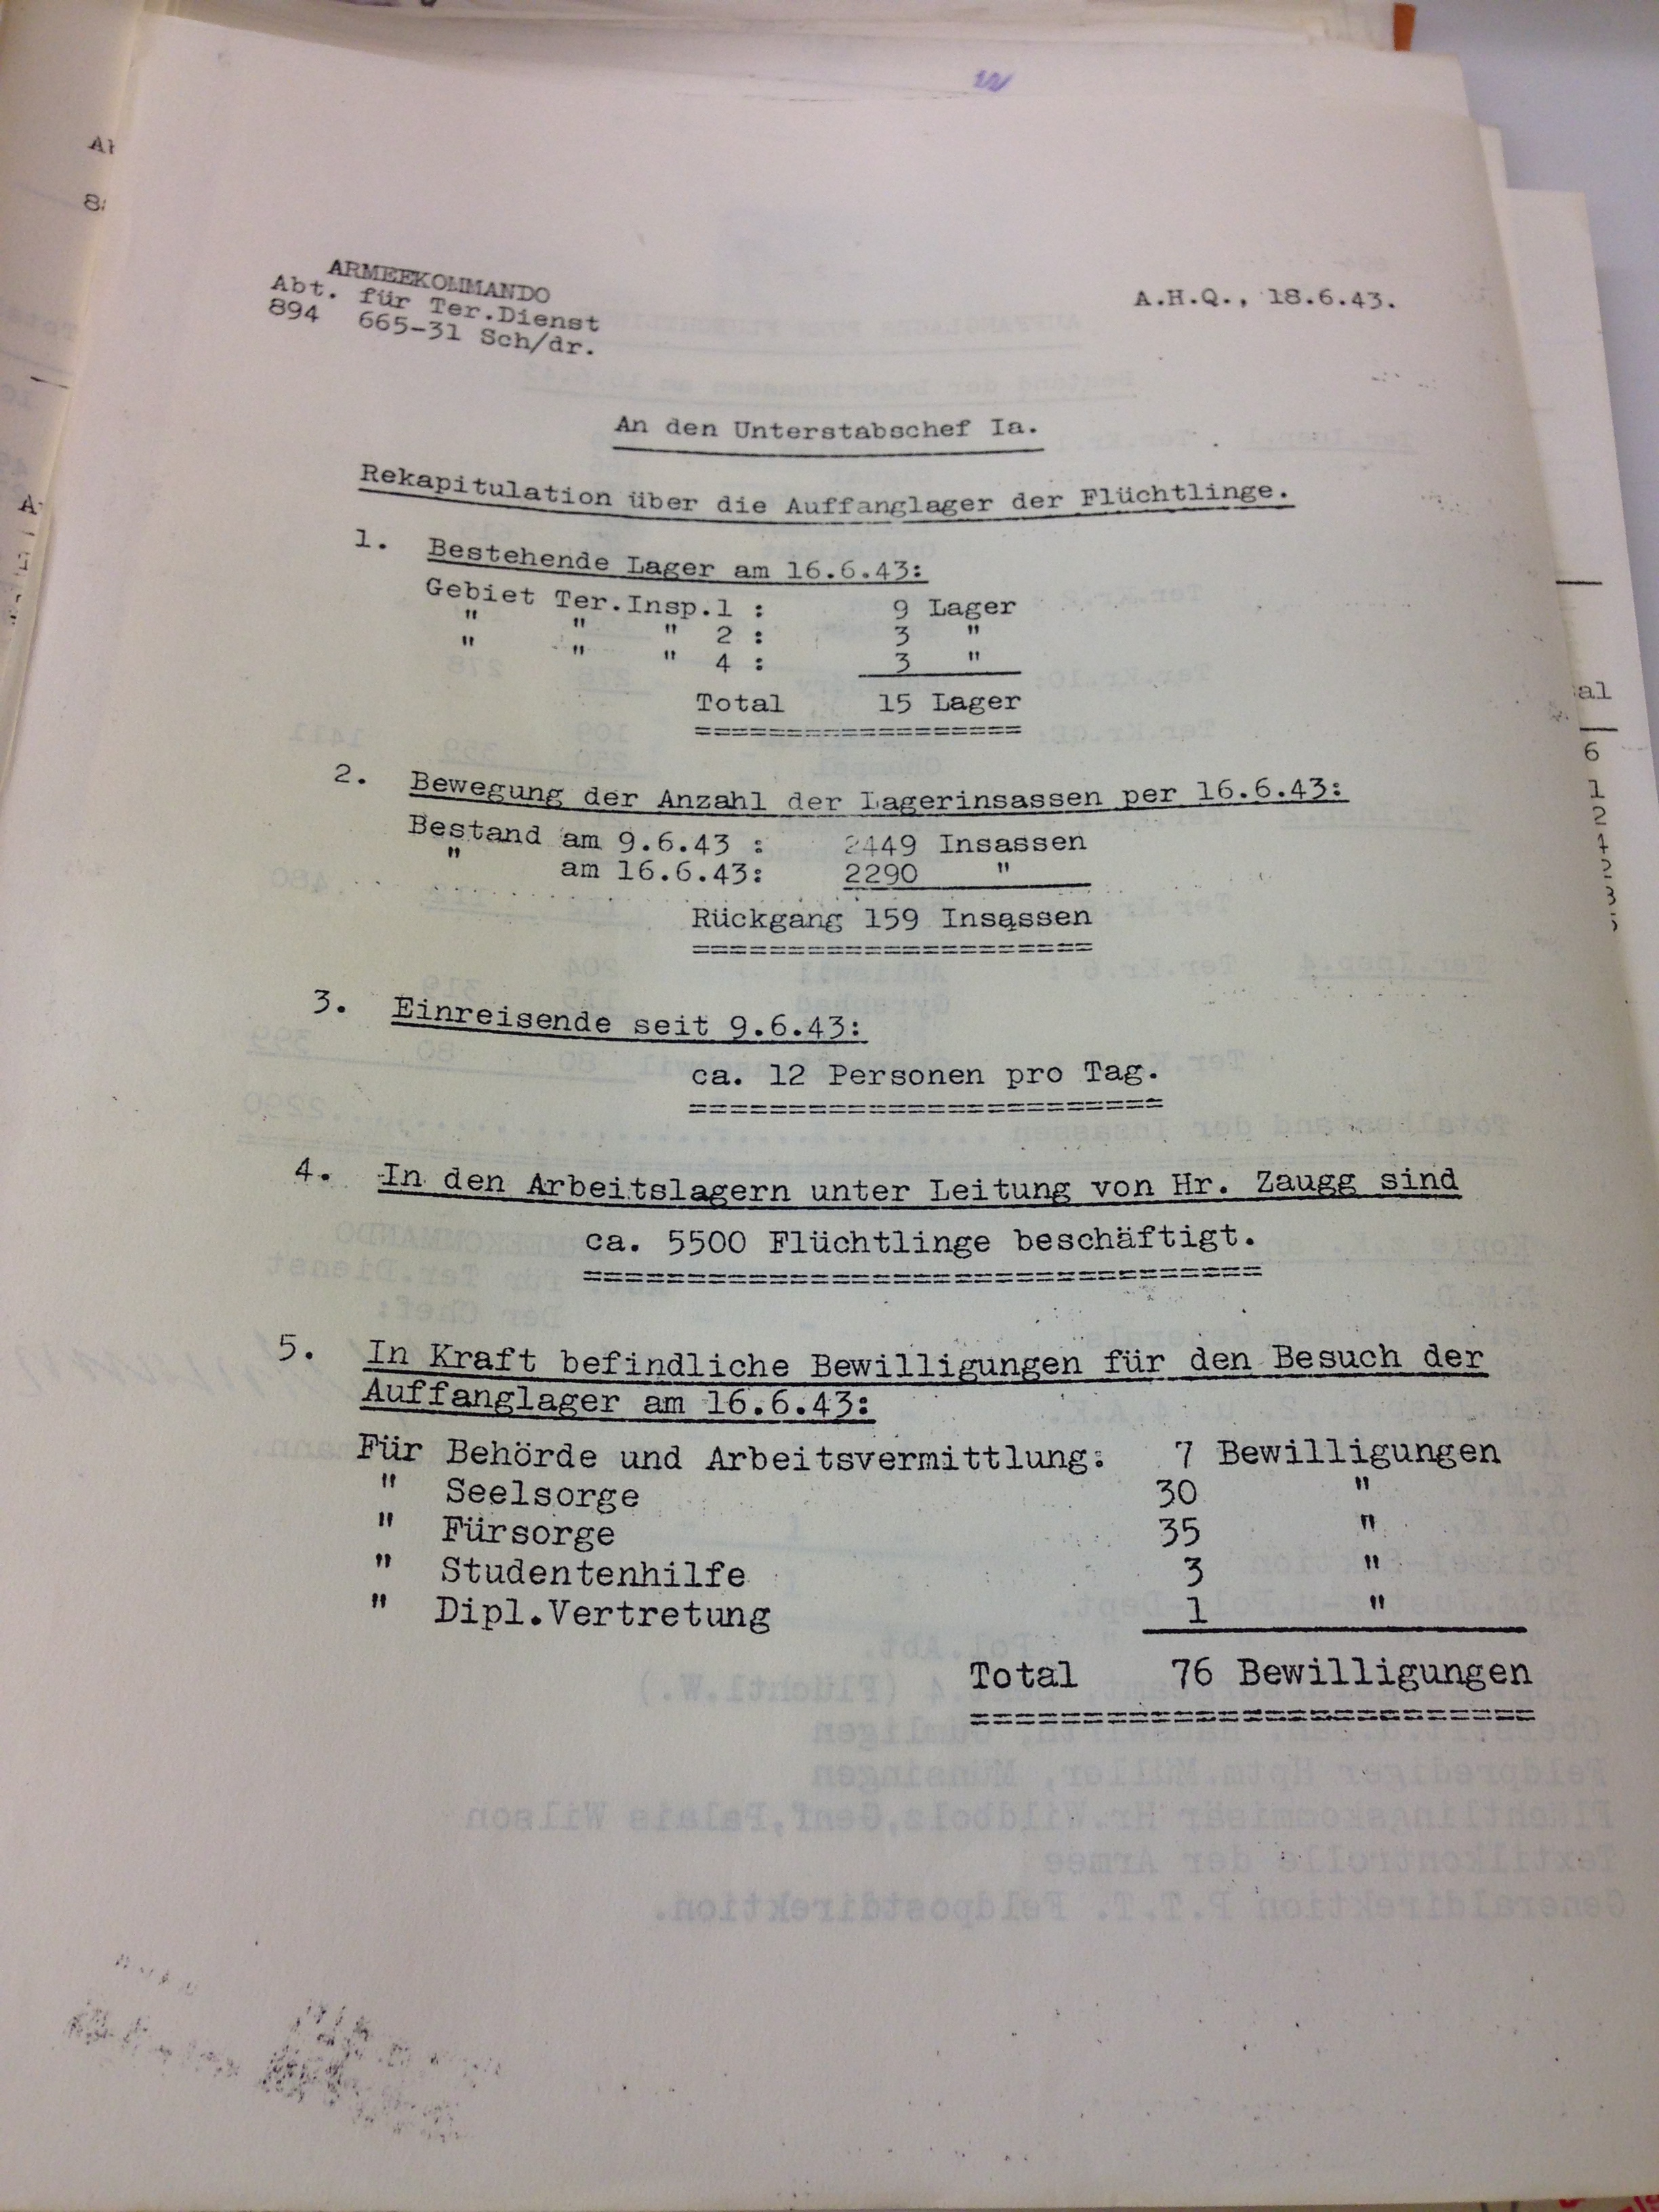 ARMEEKOMMANDO
Abt. für Ter.Dienst
894 665-31 Sch/dr.
A.H.Q., 18.6.43.
An den Unterstabschef Ia.
Rekapitulation über die Auffanglager der Flüchtlinge.
1. Bestehende Lager am 16.6.43:
Gebiet Ter.Insp.1 : 9 Lager
" " " 2 : 3 "
" " " 4 : 3 "
Total 15 Lager
==================
2. Bewegung der Anzahl der Lagerinsassen per 16.6.43:
Bestand am 9.6.43 : 2449 Insassen
" am 16.6.43: 2290 "
Rückgang 159 Insassen
=====================
3. Einreisende seit 9.6.43:
ca. 12 Personen pro Tag.
========================
4. In den Arbeitslagern unter Leitung von Hr. Zaugg sind
ca. 5500 Flüchtlinge beschäftigt.
=================================
5. In Kraft befindliche Bewilligungen für den Besuch der
Auffanglager am 16.6.43:
Für Behörde und Arbeitsvermittlung: 7 Bewilligungen
" Seelsorge 30 "
" Fürsorge 35 "
" Studentenhilfe 3 "
" Dipl.Vertretung 1 "
Total 76 Bewilligungen
=========================